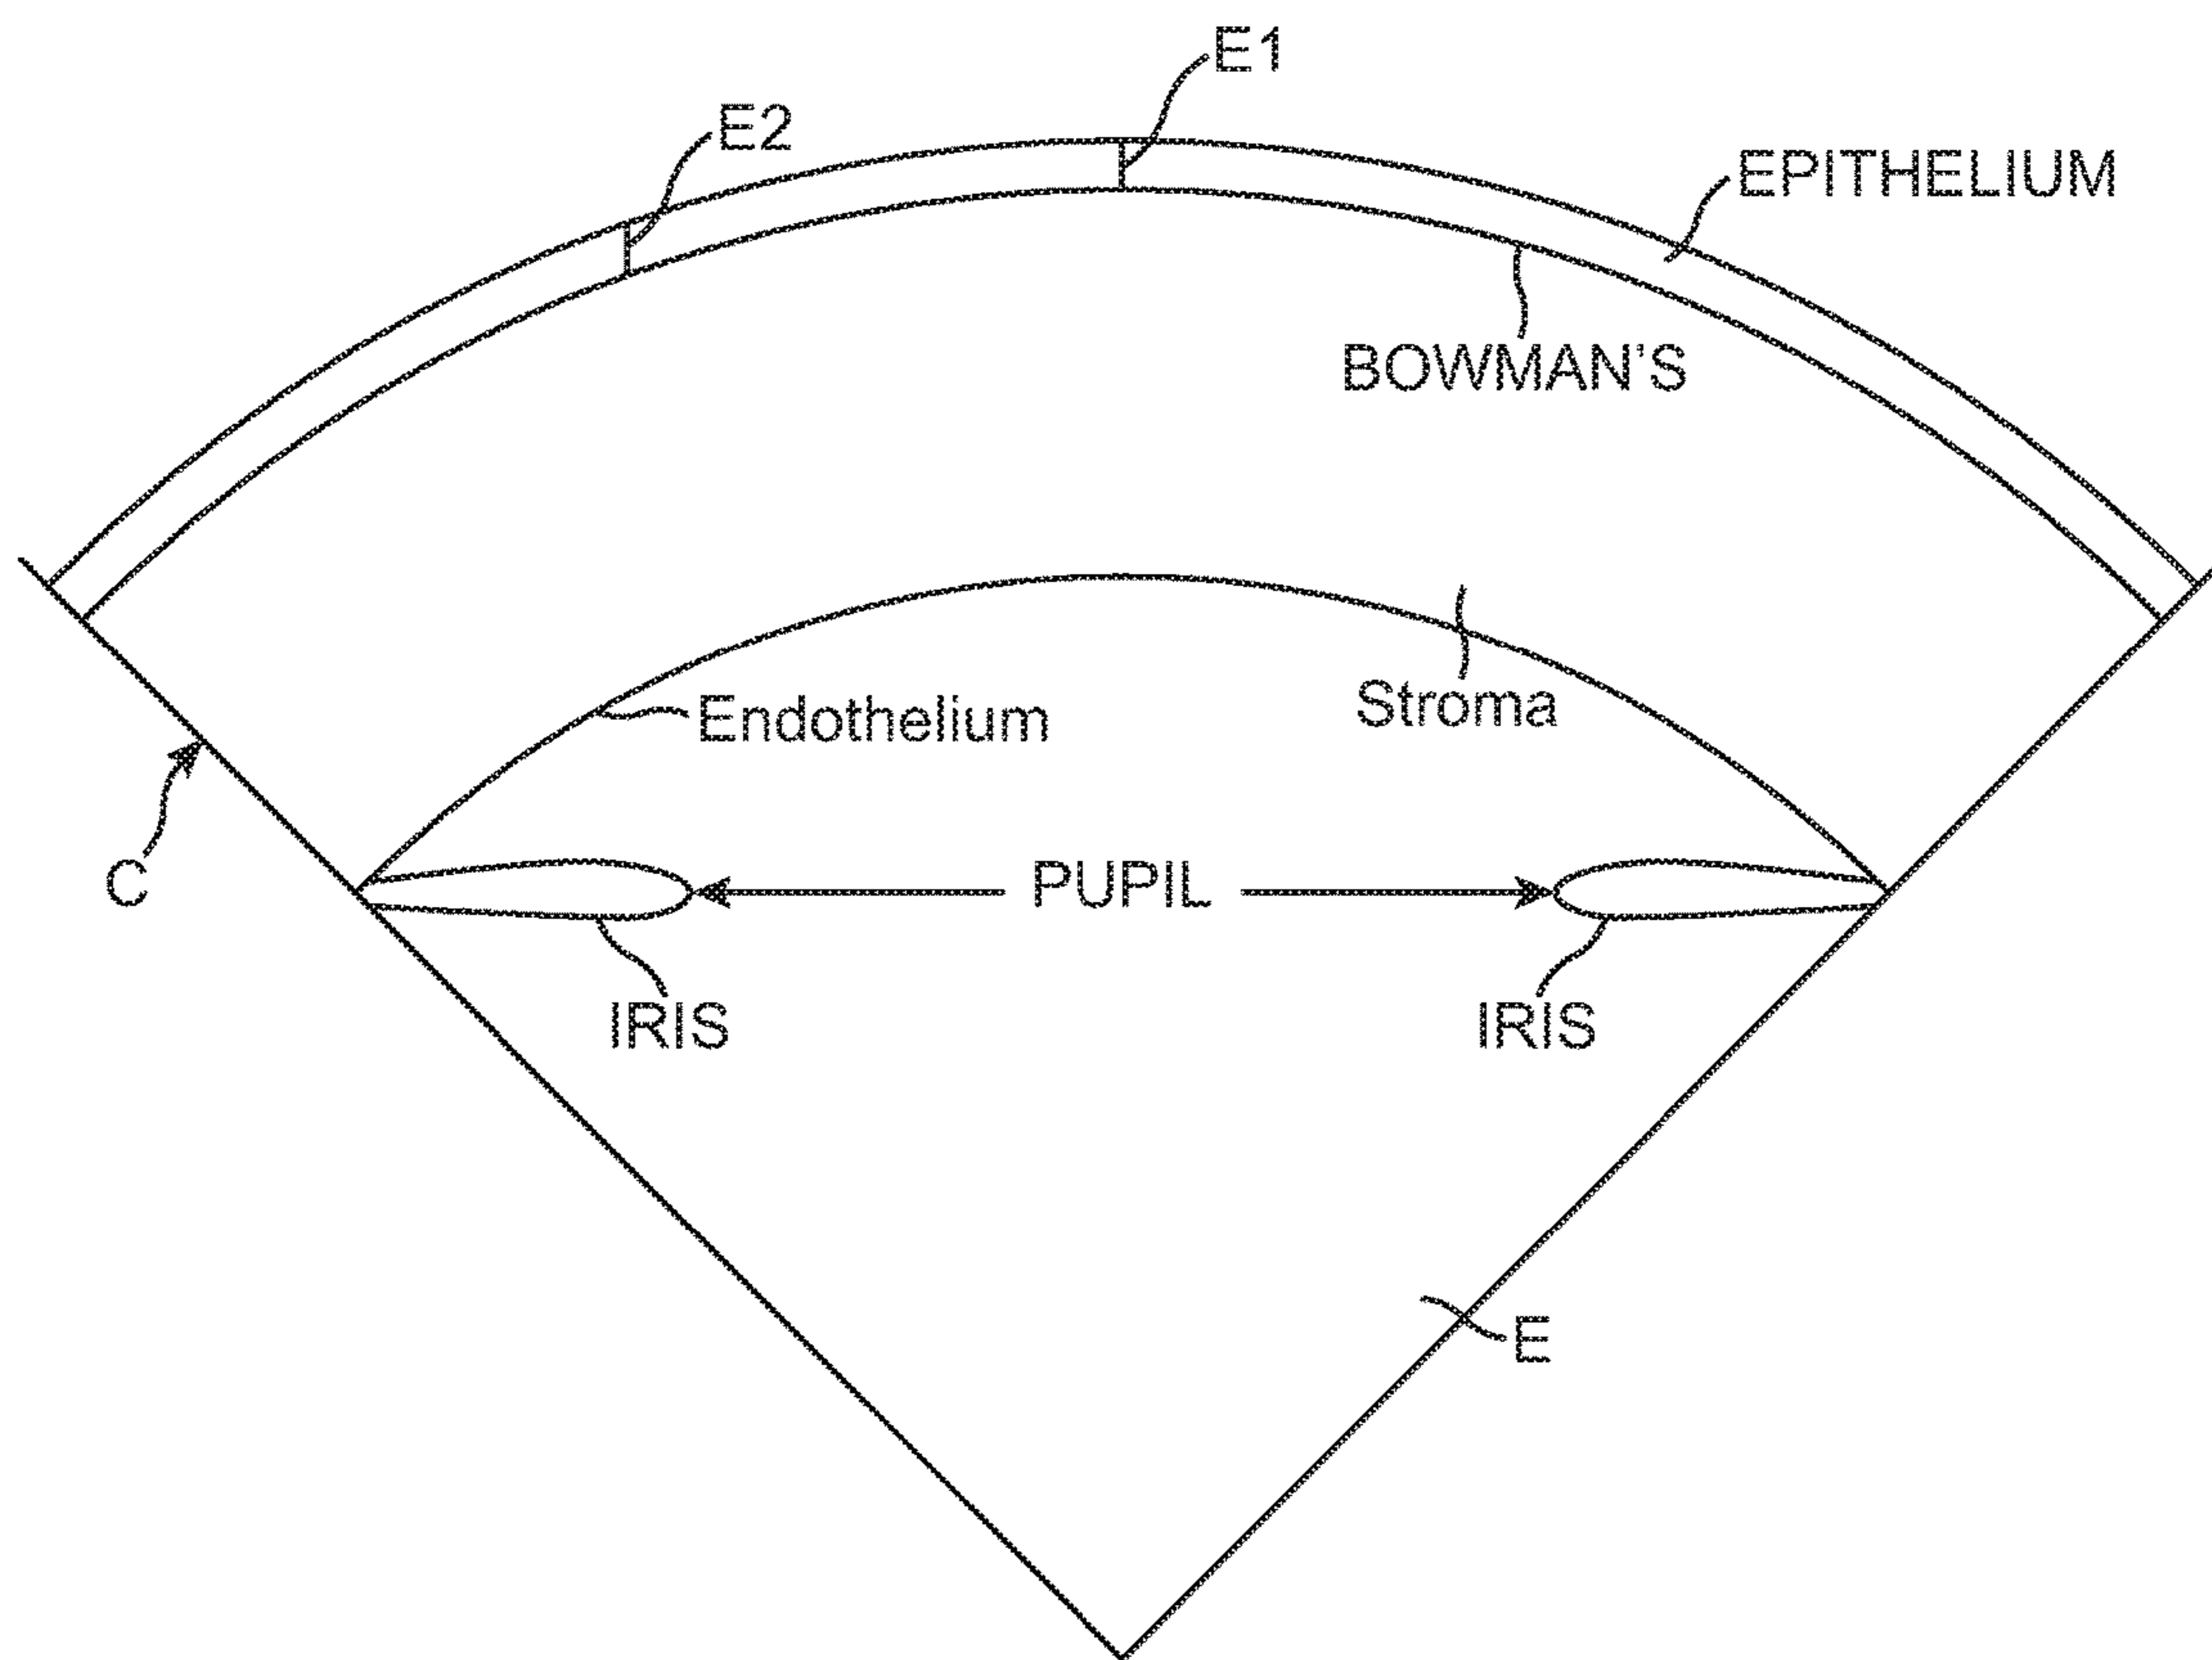 E1
E2
EPITHELIUM
BOWMAN'S
Stroma
Endothelium
C
PUPIL
IRIS
IRIS
E